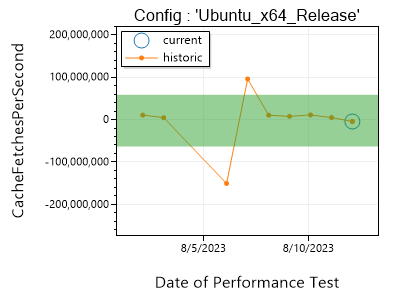 Config : 'Ubuntu_x64_Release'
CacheFetchesPerSecond
200,000,000
100,000,000
0
-100,000,000
-200,000,000
current
historic
8/5/2023
8/10/2023
Date of Performance Test